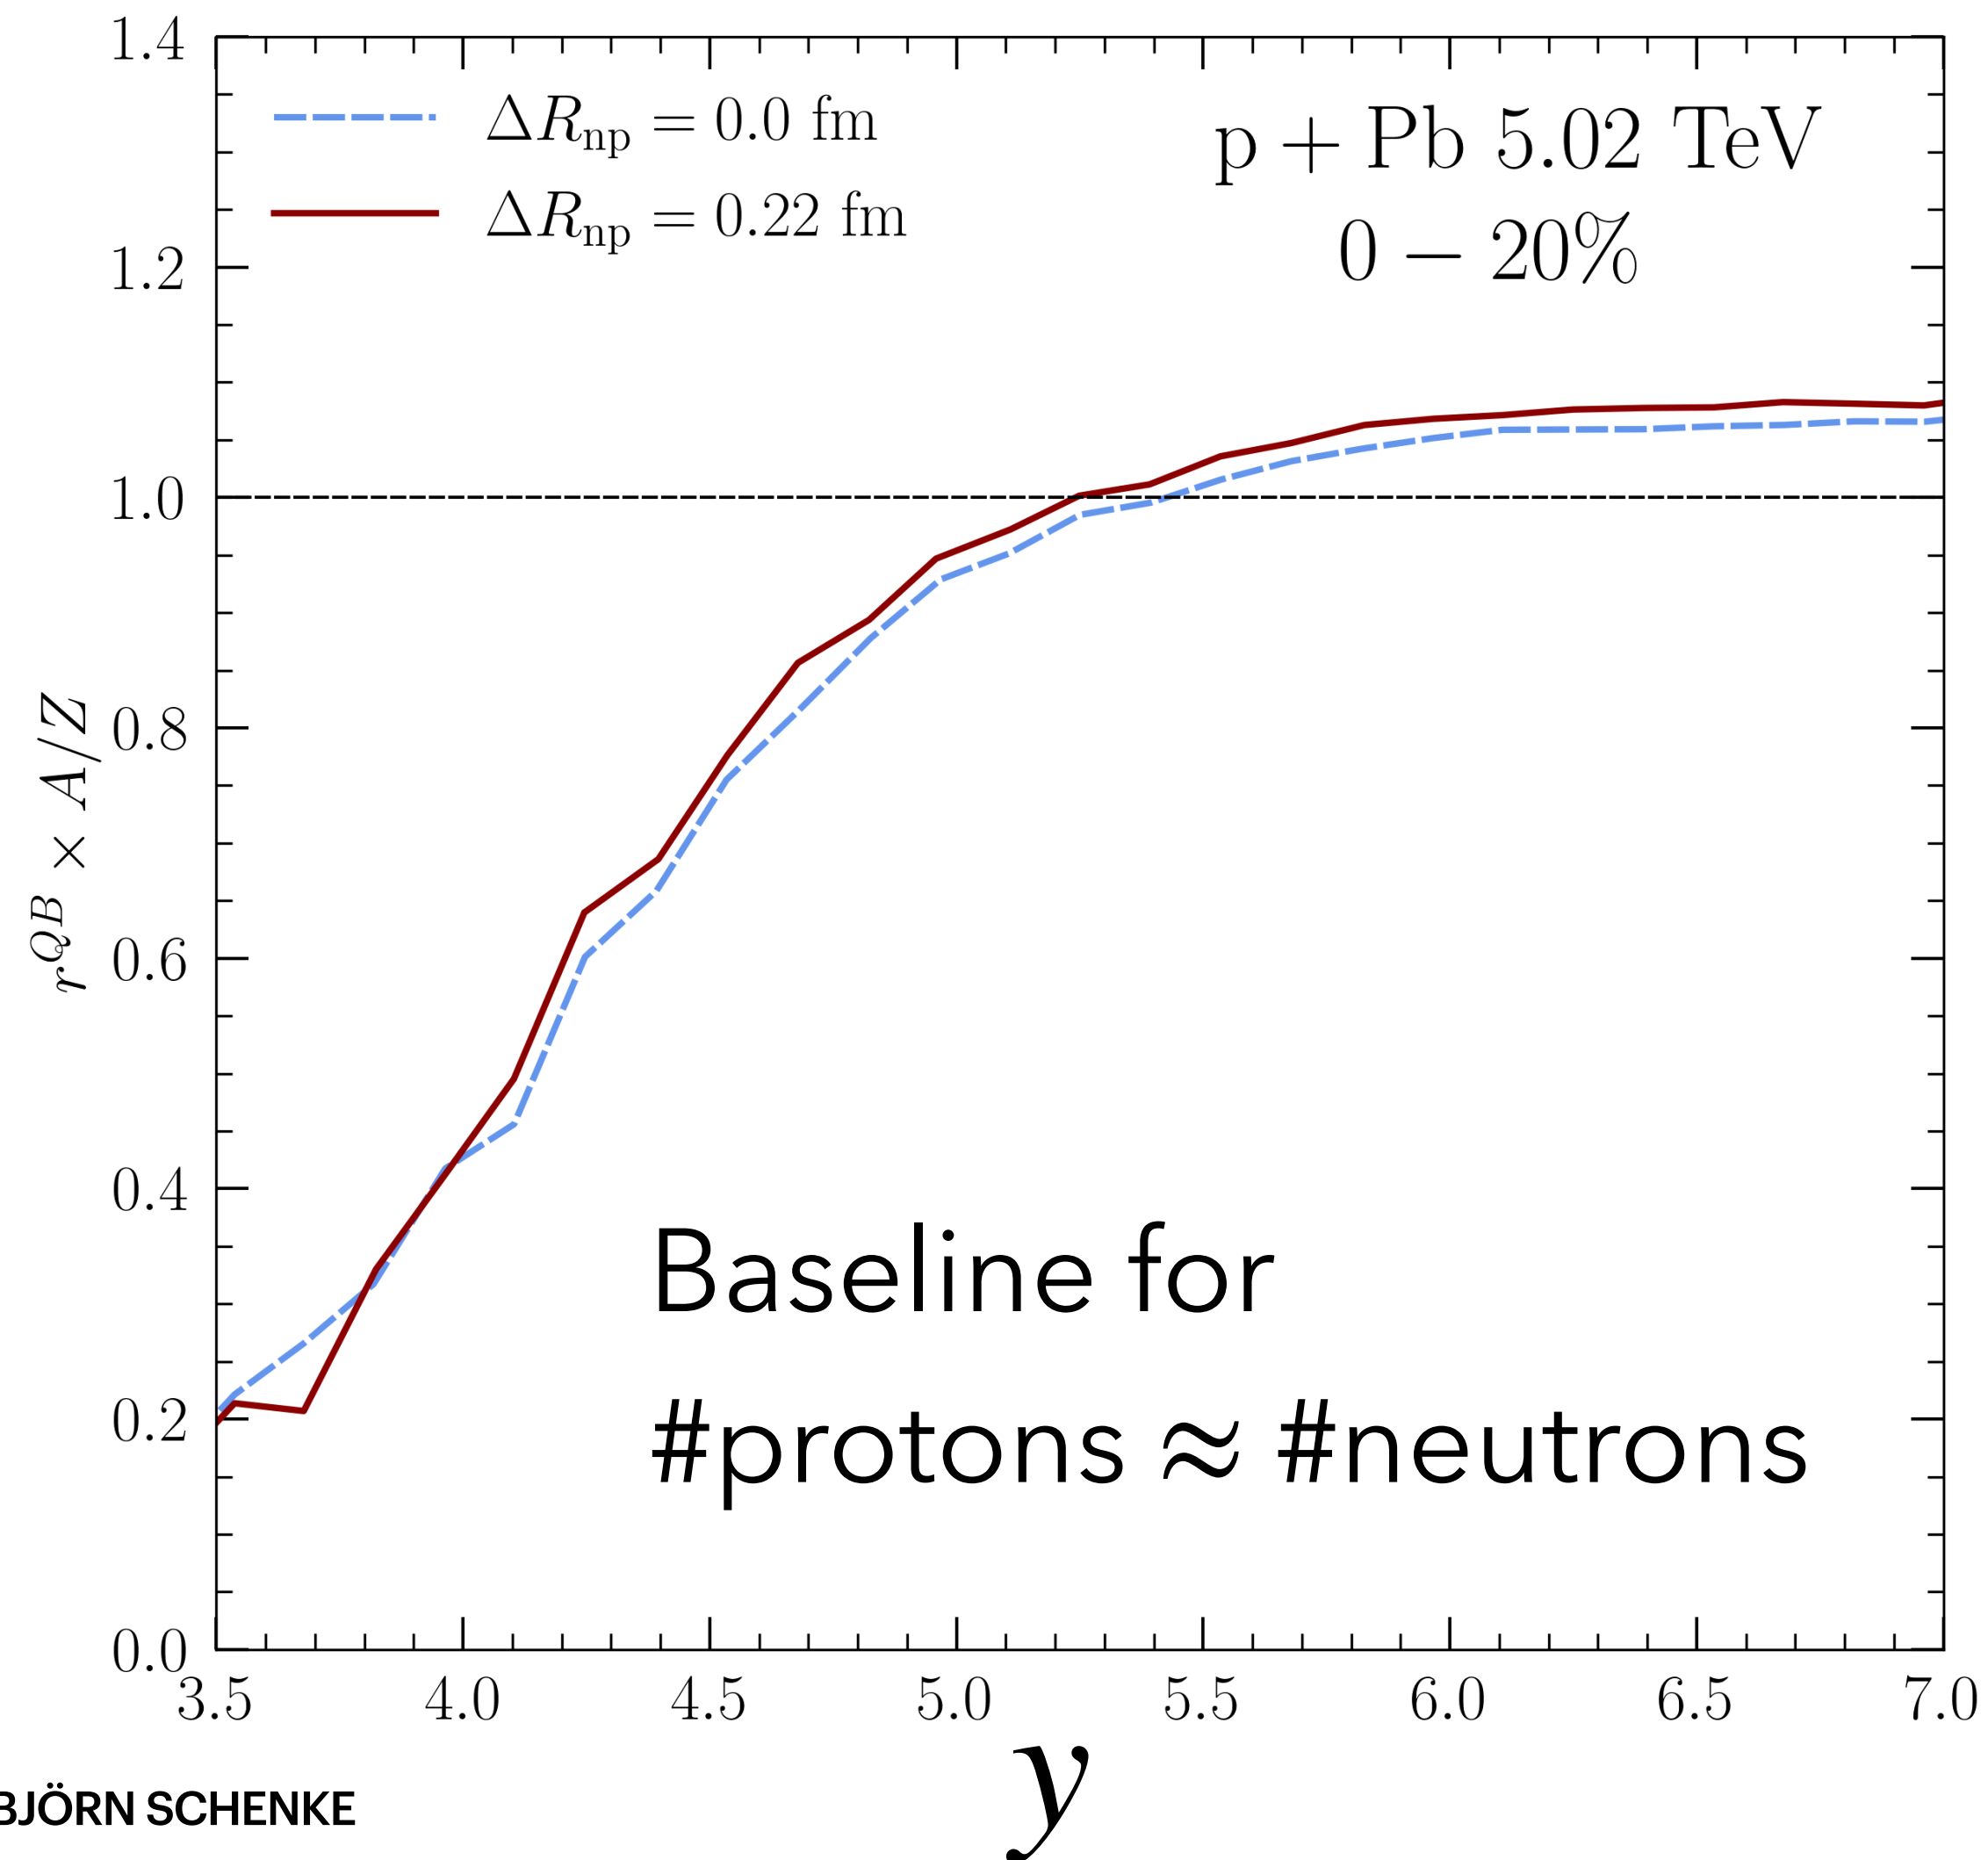 ΔR_np = 0.0 fm
ΔR_np = 0.22 fm
p + Pb 5.02 TeV
0 − 20%
1.4
1.2
1.0
0.8
0.6
0.4
0.2
0.0
r^{QB} × A/Z
Baseline for
#protons ≈ #neutrons
3.5 4.0 4.5 5.0 5.5 6.0 6.5 7.0
y
BJÖRN SCHENKE